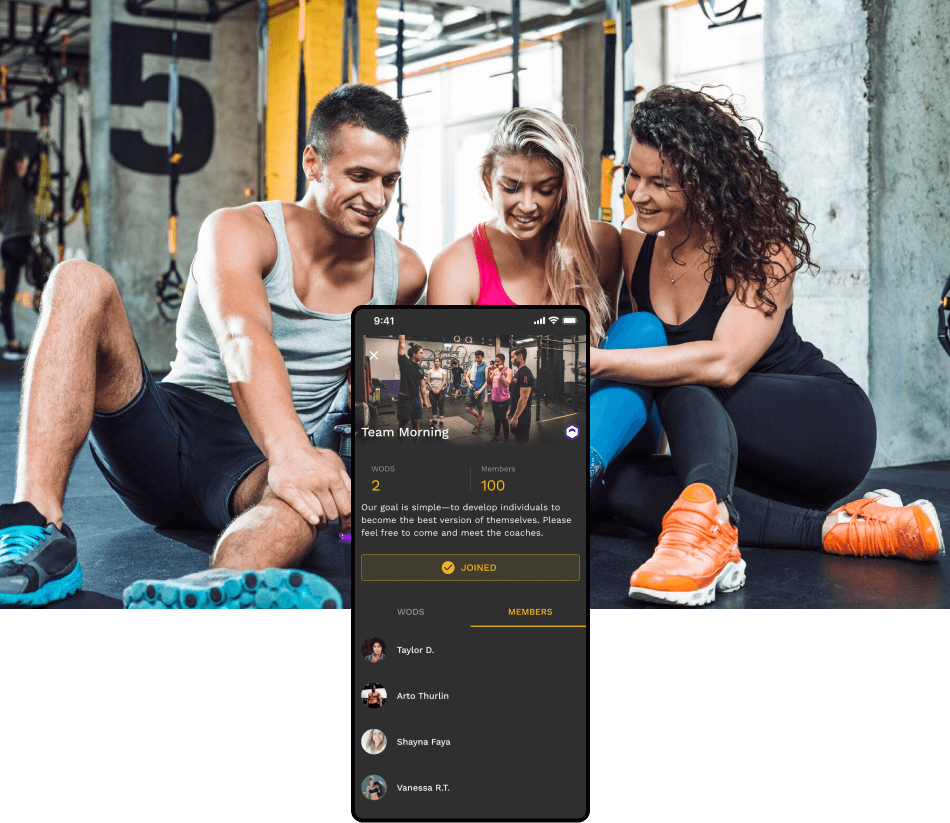 5
9:41
Team Morning
WODS
Members
2
100
Our goal is simple—to develop individuals to
become the best version of themselves. Please
feel free to come and meet the coaches.
JOINED
WODS
MEMBERS
Taylor D.
Arto Thurlin
Shayna Faya
Vanessa R.T.